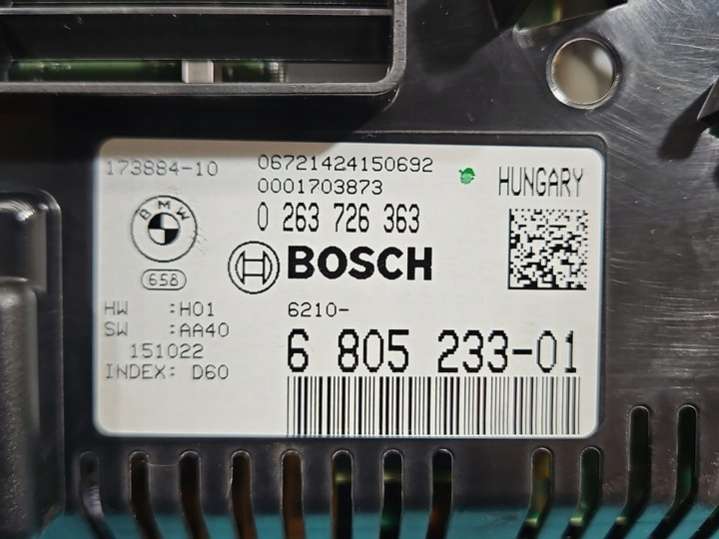 173884-10
06721424150692
0001703873
HUNGARY
BMW
0 263 726 363
BOSCH
658
HW :H01
SW :AA40
151022
INDEX: D60
6210-
6 805 233-01